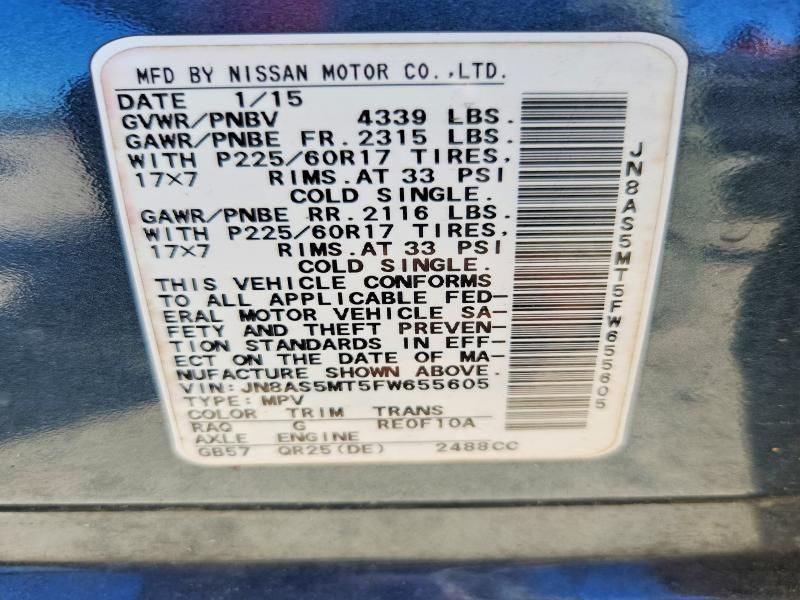 MFD BY NISSAN MOTOR CO.,LTD.
DATE 1/15
GVWR/PNBV 4339 LBS.
GAWR/PNBE FR. 2315 LBS.
WITH P225/60R17 TIRES,
17×7 RIMS. AT 33 PSI
COLD SINGLE.
GAWR/PNBE RR. 2116 LBS.
WITH P225/60R17 TIRES,
17×7 RIMS. AT 33 PSI
COLD SINGLE.
THIS VEHICLE CONFORMS
TO ALL APPLICABLE FED-
ERAL MOTOR VEHICLE SA-
FETY AND THEFT PREVEN-
TION STANDARDS IN EFF-
ECT ON THE DATE OF MA-
NUFACTURE SHOWN ABOVE.
VIN: JN8AS5MT5FW655605
TYPE: MPV
COLOR TRIM TRANS
RAQ G RE0F10A
AXLE ENGINE
GB57 QR25(DE) 2488CC
JN8AS5MT5FW655605